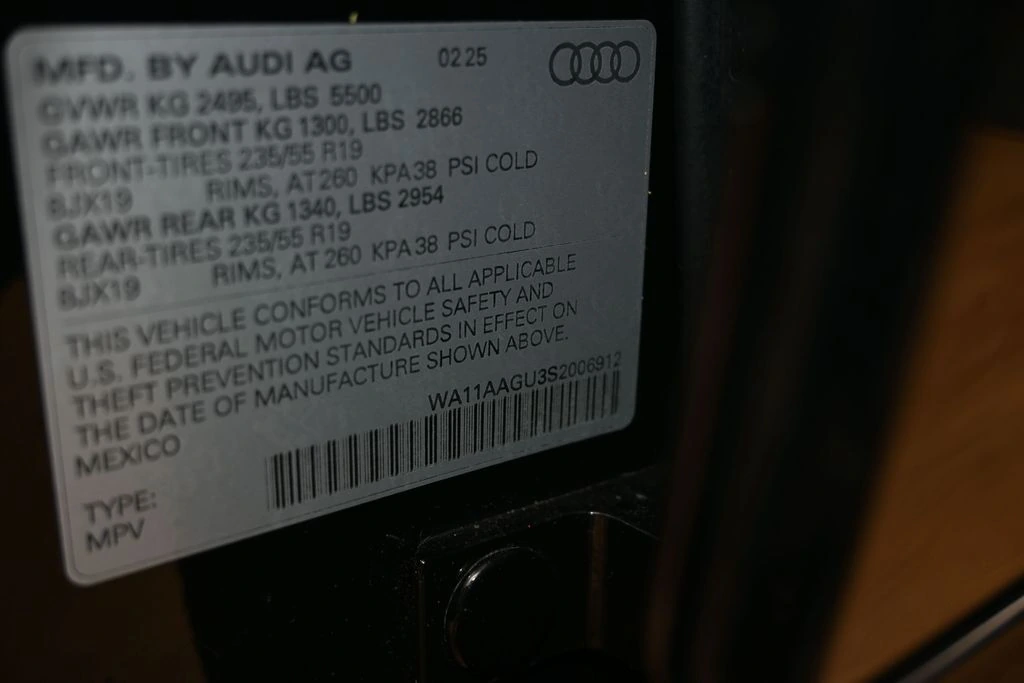 MFD. BY AUDI AG 02 25
GVWR KG 2495, LBS 5500
GAWR FRONT KG 1300, LBS 2866
FRONT-TIRES 235/55 R19
BJX19 RIMS, AT 260 KPA 38 PSI COLD
GAWR REAR KG 1340, LBS 2954
REAR-TIRES 235/55 R19
BJX19 RIMS, AT 260 KPA 38 PSI COLD
THIS VEHICLE CONFORMS TO ALL APPLICABLE
U.S. FEDERAL MOTOR VEHICLE SAFETY AND
THEFT PREVENTION STANDARDS IN EFFECT ON
THE DATE OF MANUFACTURE SHOWN ABOVE.
MEXICO WA11AAGU3S2006912
TYPE:
MPV